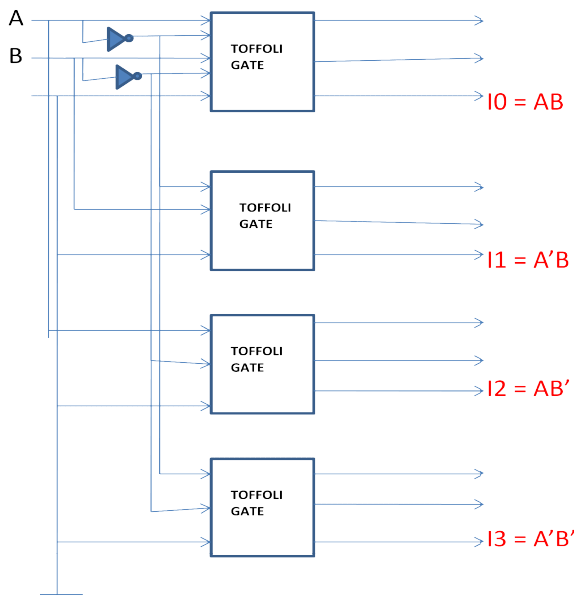 A
TOFFOLI
GATE
B
I0 = AB
TOFFOLI
GATE
I1 = A’B
TOFFOLI
GATE
I2 = AB’
TOFFOLI
GATE
I3 = A’B’